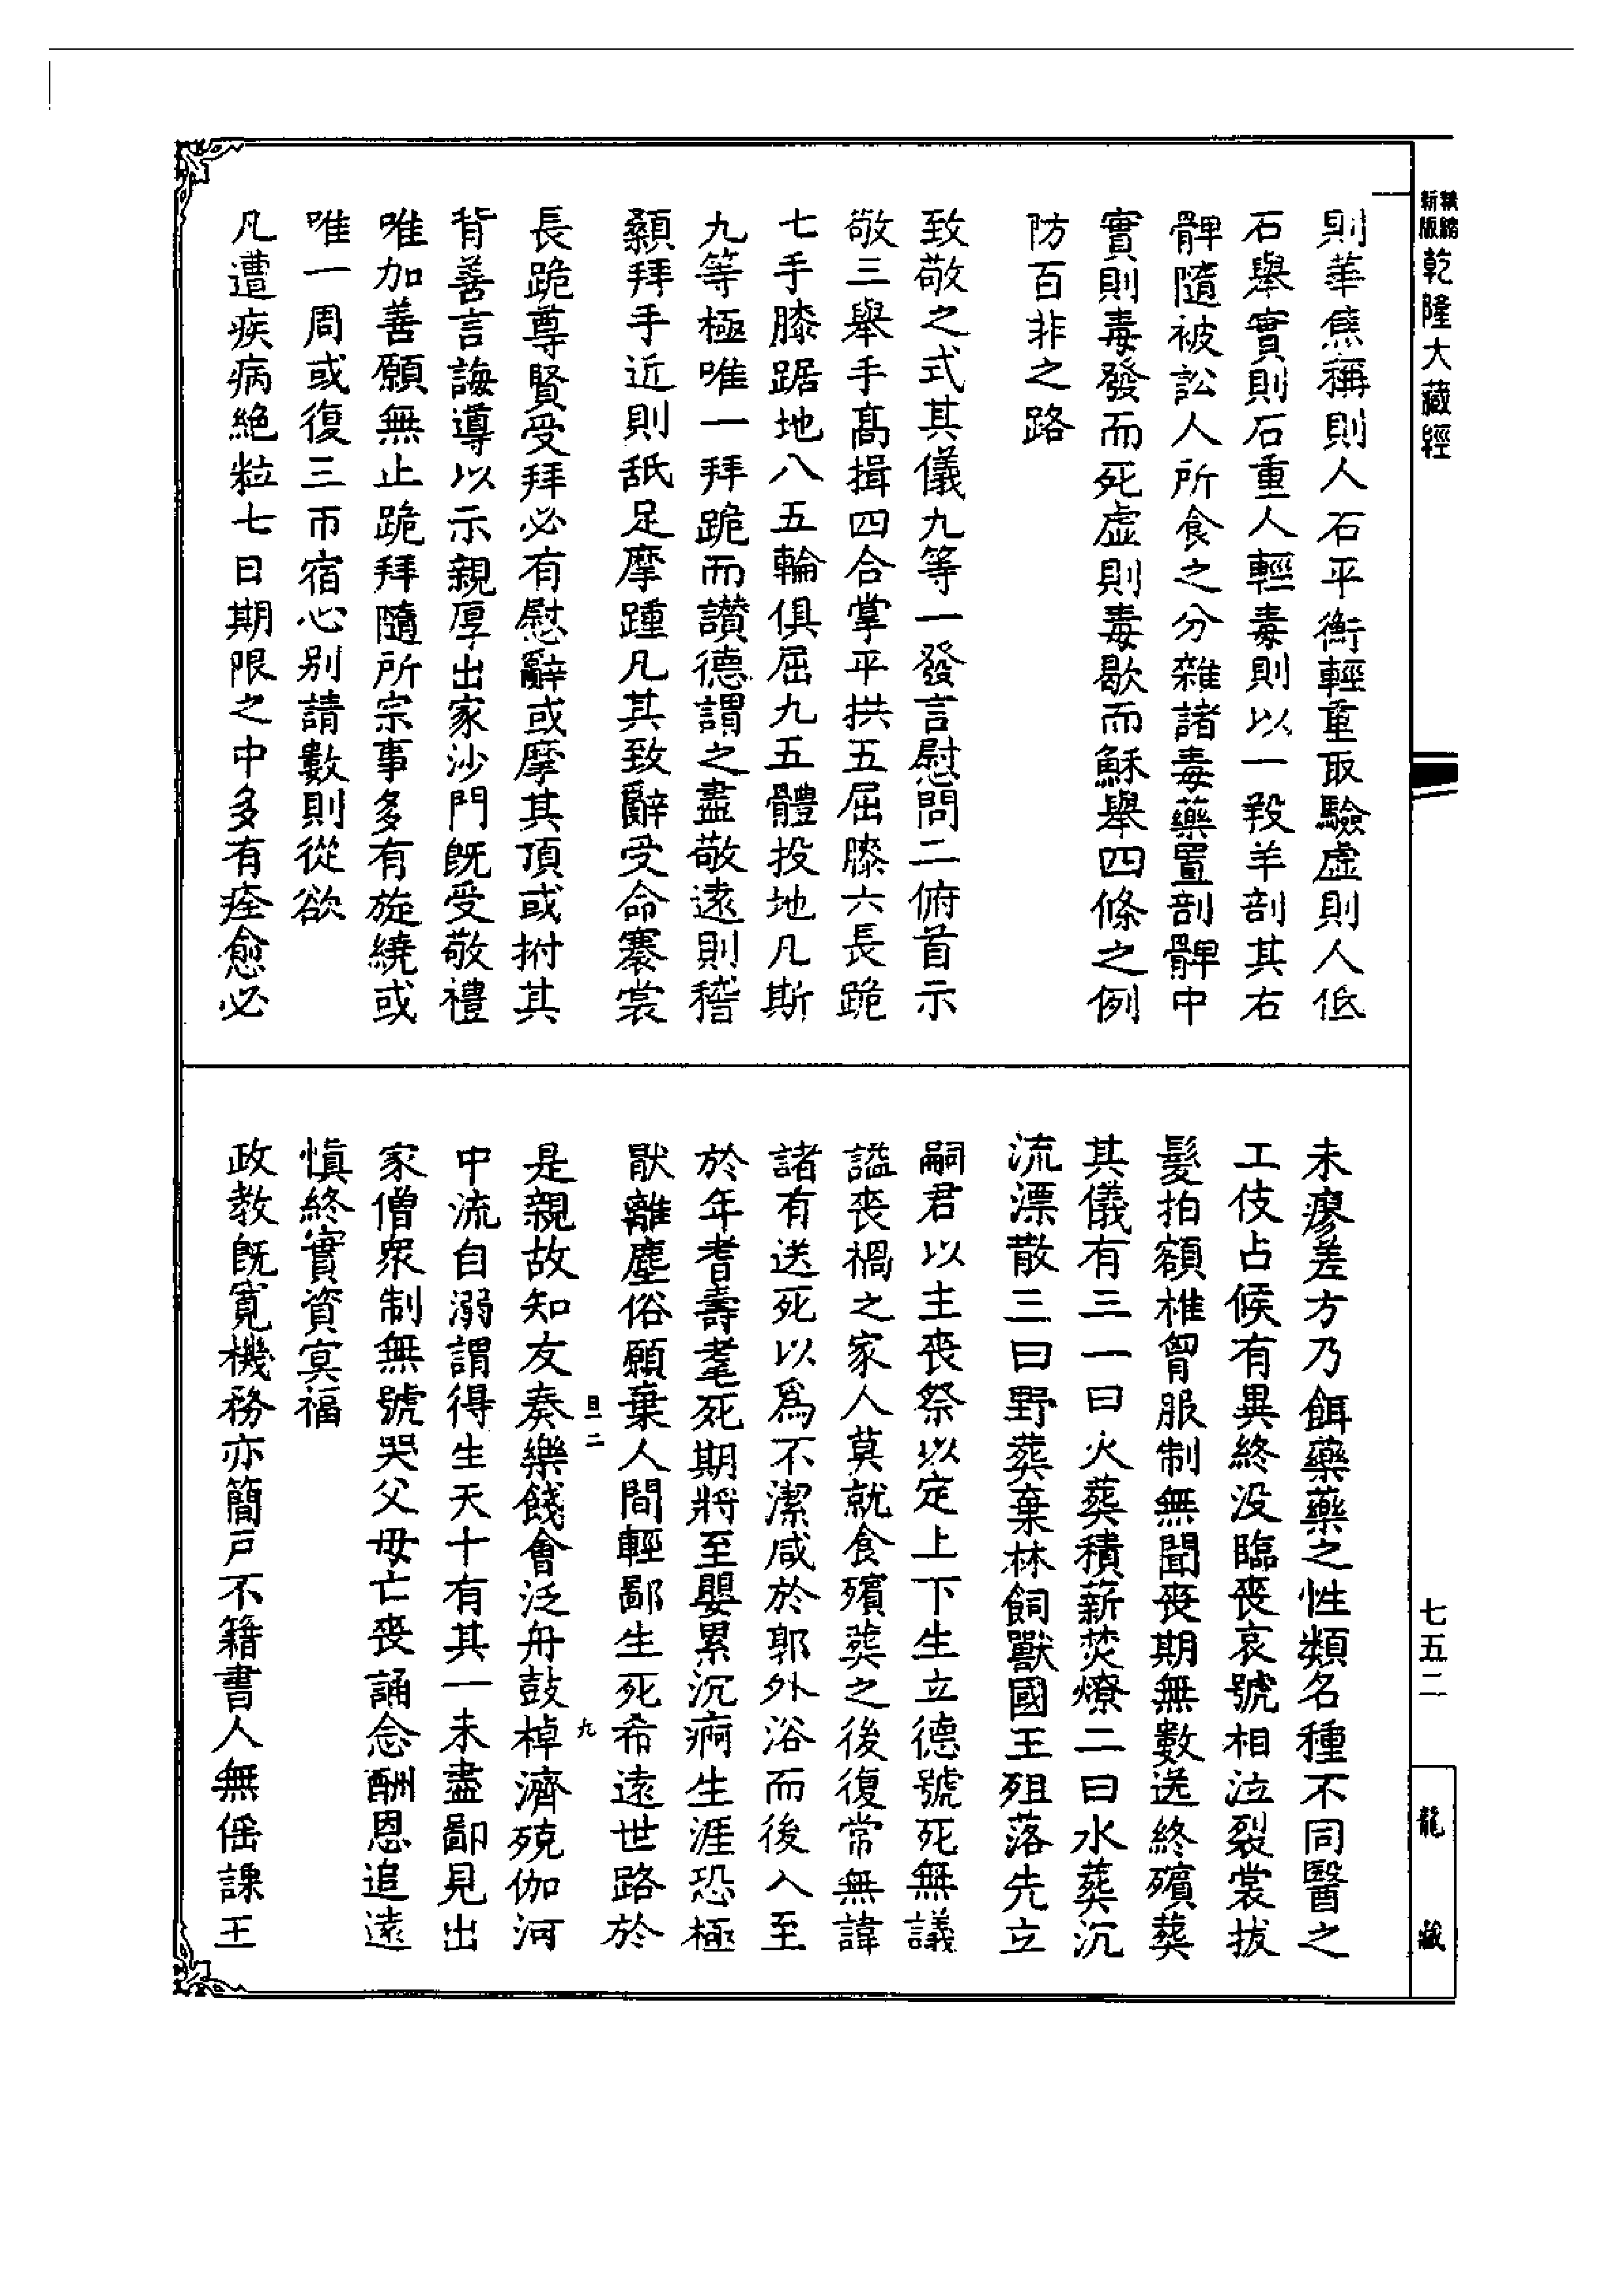 新版精縮乾隆大藏經
則華焦稱則人石平衡輕重取驗虛則人低
石舉實則石重人輕毒則以一羖羊剖其右
髀隨被訟人所食之分雜諸毒藥置剖髀中
實則毒發而死虛則毒歇而穌舉四條之例
防百非之路
致敬之式其儀九等一發言慰問二俯首示
敬三舉手高揖四合掌平拱五屈膝六長跪
七手膝踞地八五輪俱屈九五體投地凡斯
九等極唯一拜跪而讃德謂之盡敬遠則稽
顙拜手近則舐足摩踵凡其致辭受命褰裳
長跪尊賢受拜必有慰辭或摩其頂或拊其
背善言誨導以示親厚出家沙門既受敬禮
唯加善願無止跪拜隨所宗事多有旋繞或
唯一周或復三帀宿心別請數則從欲
凡遭疾病絕粒七日期限之中多有痊愈必
未瘳差方乃餌藥藥之性類名種不同醫之
工伎占候有異終沒臨喪哀號相泣裂裳拔
髮拍額椎胷服制無聞喪期無數送終殯葬
其儀有三一曰火葬積薪焚燎二曰水葬沉
流漂散三曰野葬棄林飼獸國王殂落先立
嗣君以主喪祭以定上下生立德號死無議
謚喪禍之家人莫就食殯葬之後復常無諱
諸有送死以爲不潔咸於郭外浴而後入至
於年耆壽耄死期將至嬰累沉痾生涯恐極
猒離塵俗願棄人間輕鄙生死希遠世路於
是親故知友奏樂餞會泛舟鼓棹濟殑伽河
中流自溺謂得生天十有其一未盡鄙見出
家僧眾制無號哭父母亡喪誦念酬恩追遠
慎終實資冥福
政教既寬機務亦簡戶不籍書人無傜課王
九
七五二
龍藏